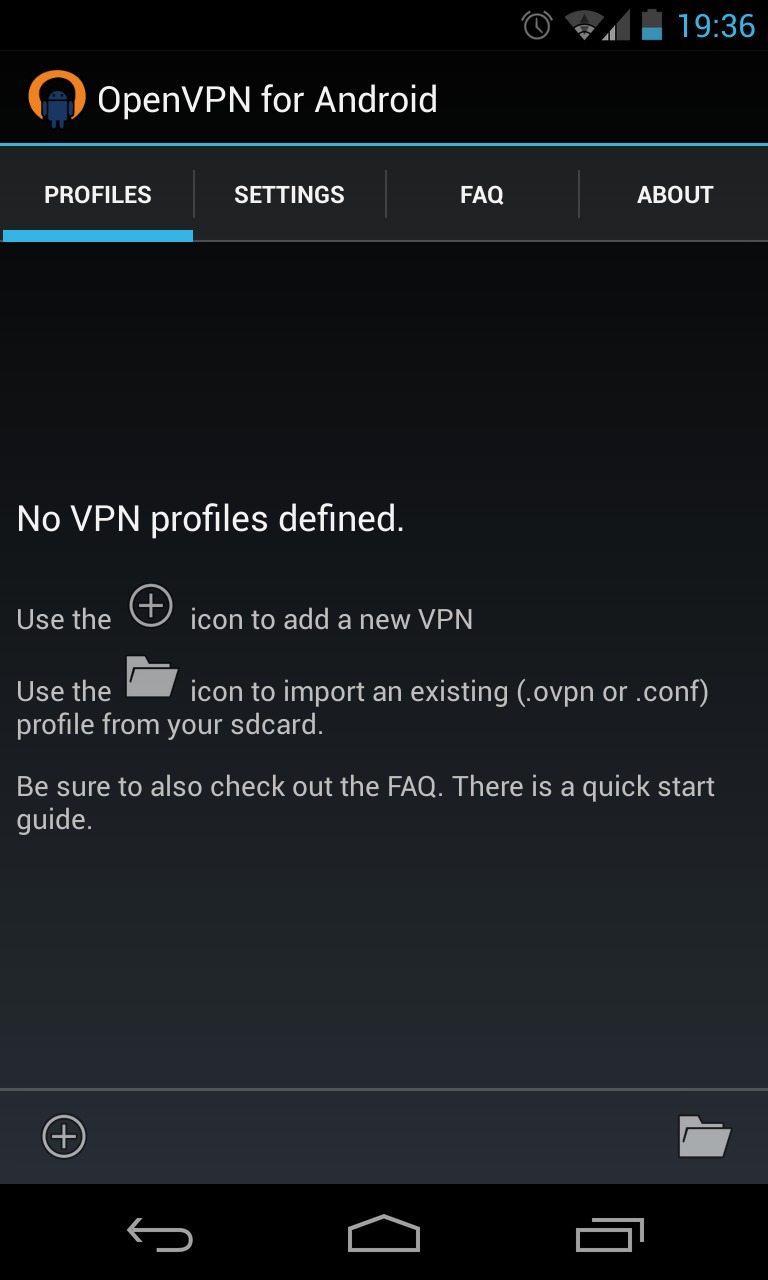 19:36
OpenVPN for Android
PROFILES SETTINGS FAQ ABOUT
No VPN profiles defined.
Use the icon to add a new VPN
Use the icon to import an existing (.ovpn or .conf)
profile from your sdcard.
Be sure to also check out the FAQ. There is a quick start
guide.